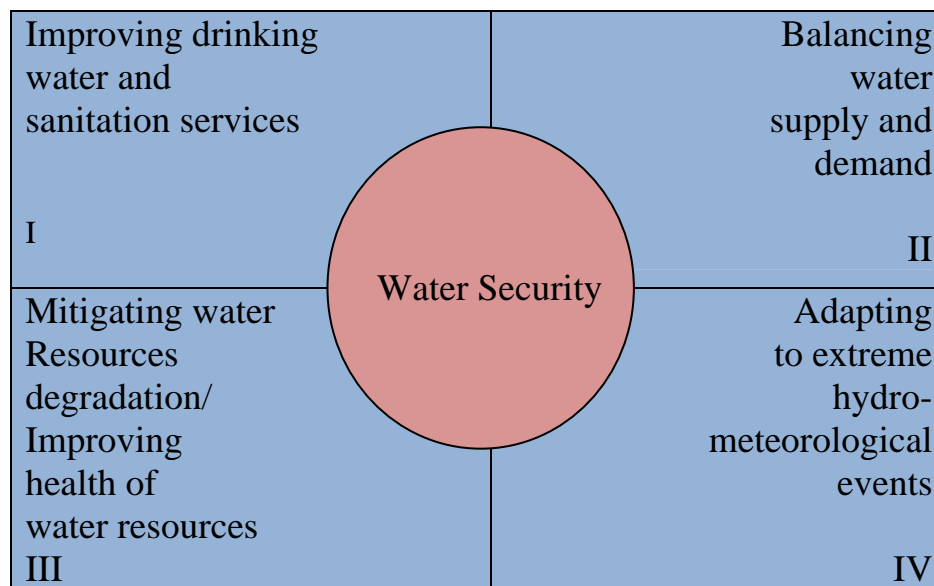 Improving drinking
water and
sanitation services
I
Balancing
water
supply and
demand
II
Water Security
Mitigating water
Resources
degradation/
Improving
health of
water resources
III
Adapting
to extreme
hydro-
meteorological
events
IV